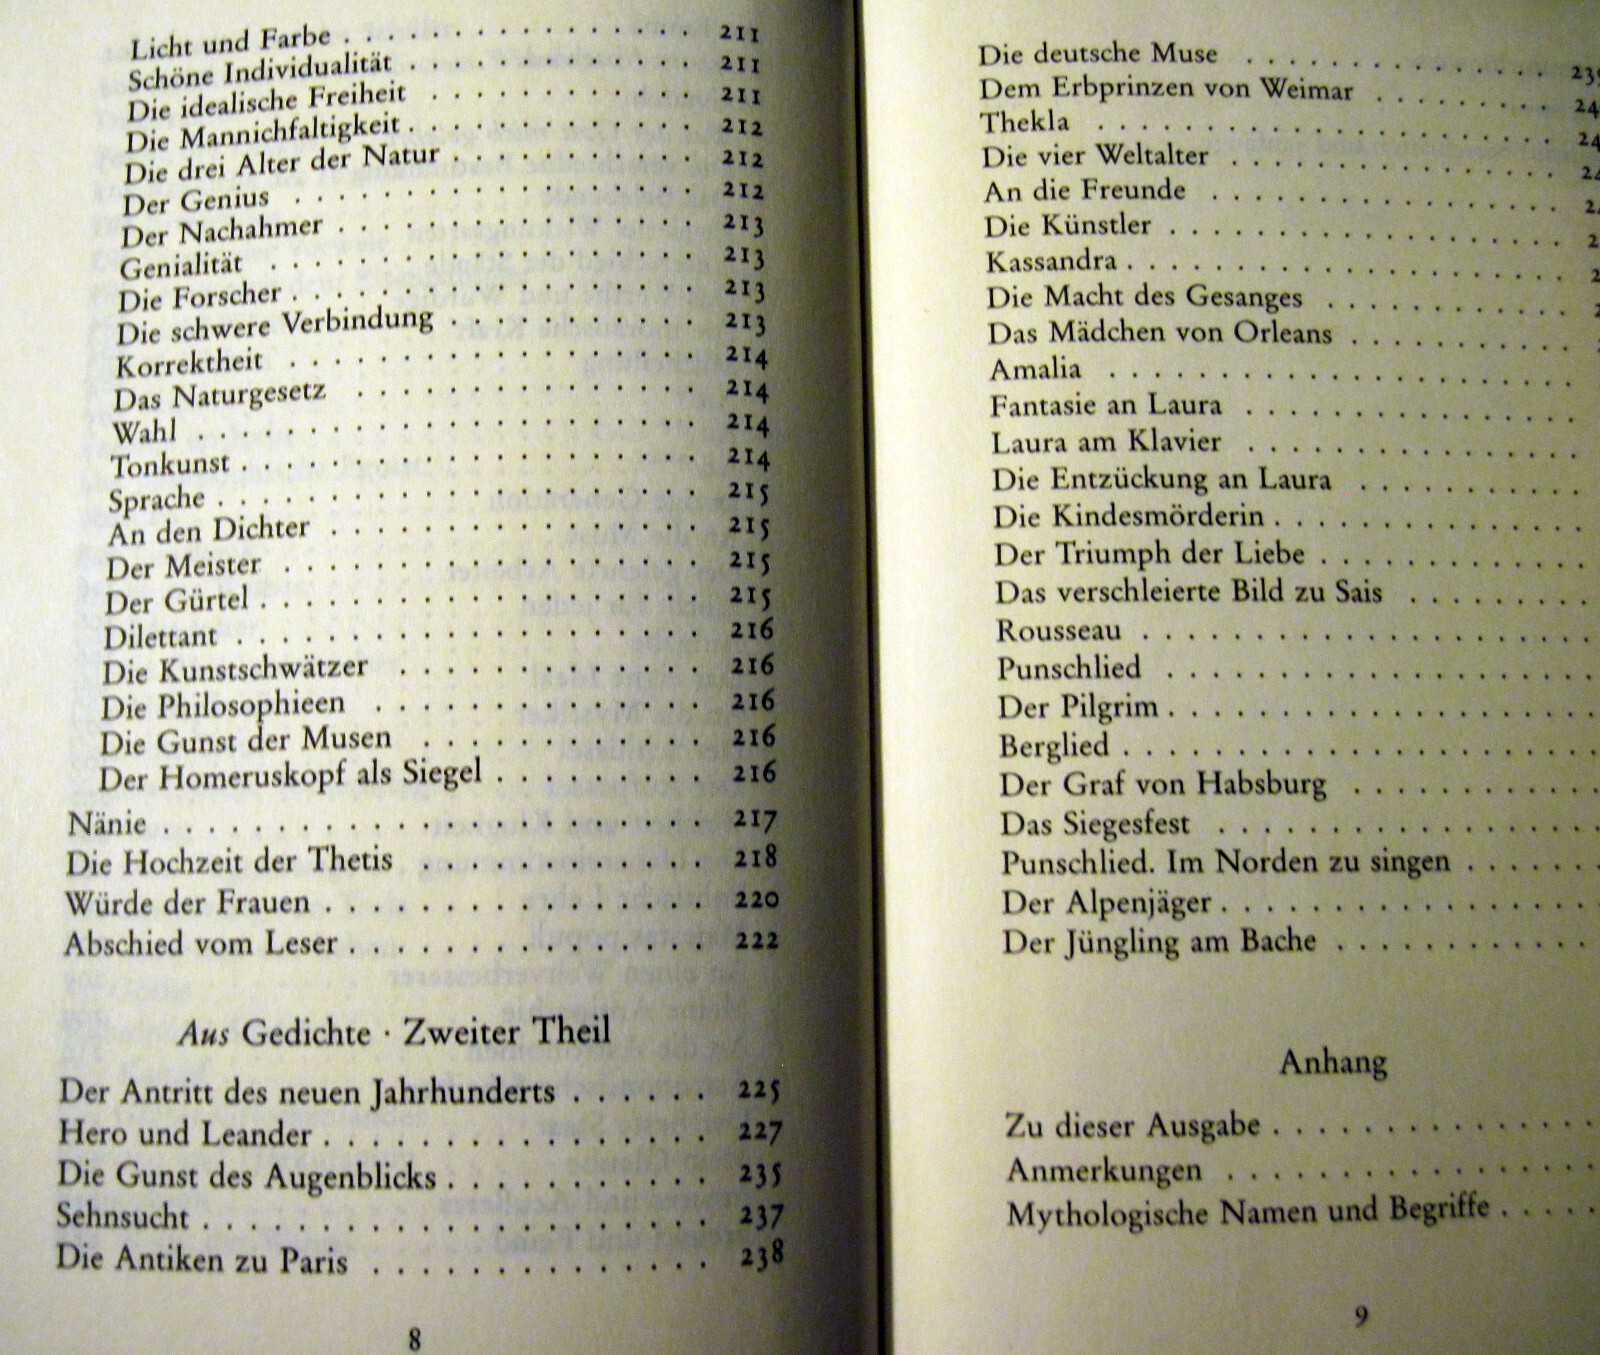 Licht und Farbe . . . . . . . . . . . . . . . . 211
Schöne Individualität . . . . . . . . . . . . . 211
Die idealische Freiheit . . . . . . . . . . . . 211
Die Mannichfaltigkeit . . . . . . . . . . . . . 212
Die drei Alter der Natur . . . . . . . . . . . 212
Der Genius . . . . . . . . . . . . . . . . . . 212
Der Nachahmer . . . . . . . . . . . . . . . . 213
Genialität . . . . . . . . . . . . . . . . . . . 213
Die Forscher . . . . . . . . . . . . . . . . . . 213
Die schwere Verbindung . . . . . . . . . . . 213
Korrektheit . . . . . . . . . . . . . . . . . . 214
Das Naturgesetz . . . . . . . . . . . . . . . 214
Wahl . . . . . . . . . . . . . . . . . . . . . . 214
Tonkunst . . . . . . . . . . . . . . . . . . . . 214
Sprache . . . . . . . . . . . . . . . . . . . . . 215
An den Dichter . . . . . . . . . . . . . . . . 215
Der Meister . . . . . . . . . . . . . . . . . . 215
Der Gürtel . . . . . . . . . . . . . . . . . . . 215
Dilettant . . . . . . . . . . . . . . . . . . . . 216
Die Kunstschwätzer . . . . . . . . . . . . . 216
Die Philosophieen . . . . . . . . . . . . . . 216
Die Gunst der Musen . . . . . . . . . . . . 216
Der Homeruskopf als Siegel . . . . . . . . . 216
Nänie . . . . . . . . . . . . . . . . . . . . . . . 217
Die Hochzeit der Thetis . . . . . . . . . . . . 218
Würde der Frauen . . . . . . . . . . . . . . . . 220
Abschied vom Leser . . . . . . . . . . . . . . . 222
Aus Gedichte · Zweiter Theil
Der Antritt des neuen Jahrhunderts . . . . . . 225
Hero und Leander . . . . . . . . . . . . . . . . 227
Die Gunst des Augenblicks . . . . . . . . . . . 235
Sehnsucht . . . . . . . . . . . . . . . . . . . . . 237
Die Antiken zu Paris . . . . . . . . . . . . . . 238
8
Die deutsche Muse . . . . . . . . . . . . . .
Dem Erbprinzen von Weimar . . . . . . . .
Thekla . . . . . . . . . . . . . . . . . . . .
Die vier Weltalter . . . . . . . . . . . . . . .
An die Freunde . . . . . . . . . . . . . . . .
Die Künstler . . . . . . . . . . . . . . . . . .
Kassandra . . . . . . . . . . . . . . . . . . . .
Die Macht des Gesanges . . . . . . . . . . .
Das Mädchen von Orleans . . . . . . . . . .
Amalia . . . . . . . . . . . . . . . . . . . . .
Fantasie an Laura . . . . . . . . . . . . . . .
Laura am Klavier . . . . . . . . . . . . . . .
Die Entzückung an Laura . . . . . . . . . .
Die Kindesmörderin . . . . . . . . . . . . . .
Der Triumph der Liebe . . . . . . . . . . . .
Das verschleierte Bild zu Sais . . . . . . . .
Rousseau . . . . . . . . . . . . . . . . . . . .
Punschlied . . . . . . . . . . . . . . . . . . .
Der Pilgrim . . . . . . . . . . . . . . . . . . .
Berglied . . . . . . . . . . . . . . . . . . . . .
Der Graf von Habsburg . . . . . . . . . . .
Das Siegesfest . . . . . . . . . . . . . . . . .
Punschlied. Im Norden zu singen . . . . . .
Der Alpenjäger . . . . . . . . . . . . . . . . .
Der Jüngling am Bache . . . . . . . . . . . .
Anhang
Zu dieser Ausgabe . . . . . . . . . . . . . . .
Anmerkungen . . . . . . . . . . . . . . . . .
Mythologische Namen und Begriffe . . . . .
9